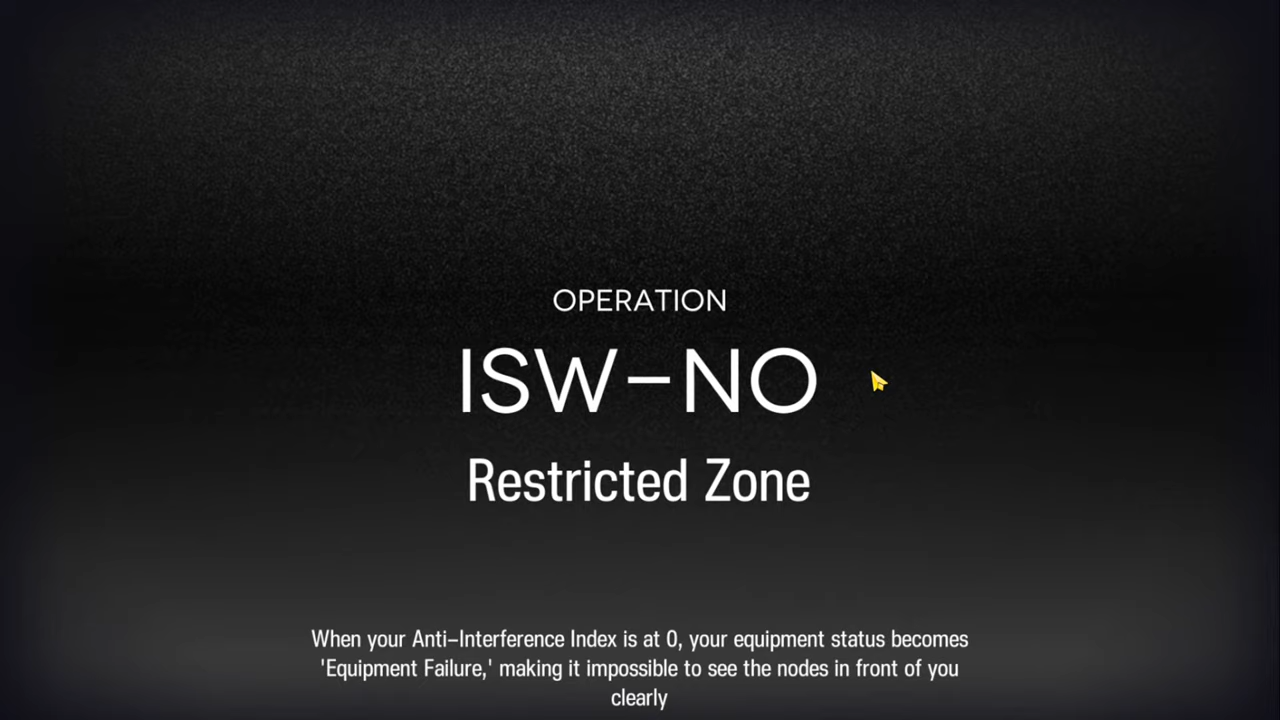 OPERATION
ISW-NO
Restricted Zone
When your Anti-Interference Index is at 0, your equipment status becomes
'Equipment Failure,' making it impossible to see the nodes in front of you
clearly